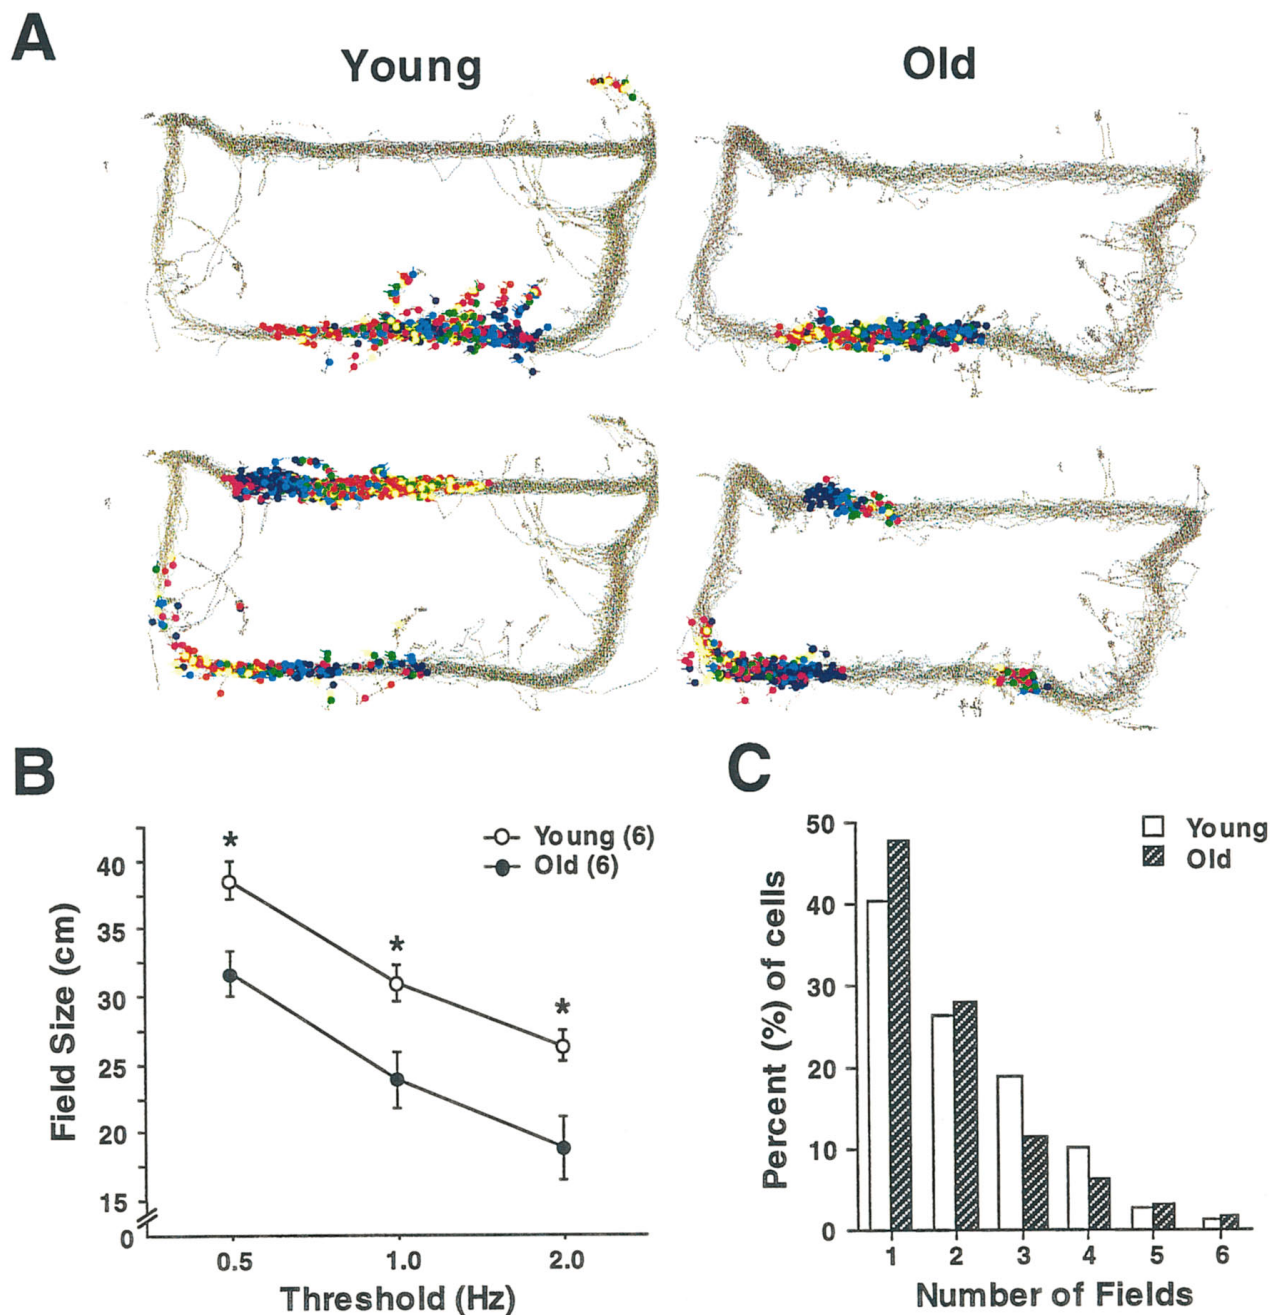 A
Young
Old
B
*
*
*
Young (6)
Old (6)
Field Size (cm)
40
35
30
25
20
15
0
0.5
1.0
2.0
Threshold (Hz)
C
Young
Old
Percent (%) of cells
50
40
30
20
10
0
1
2
3
4
5
6
Number of Fields